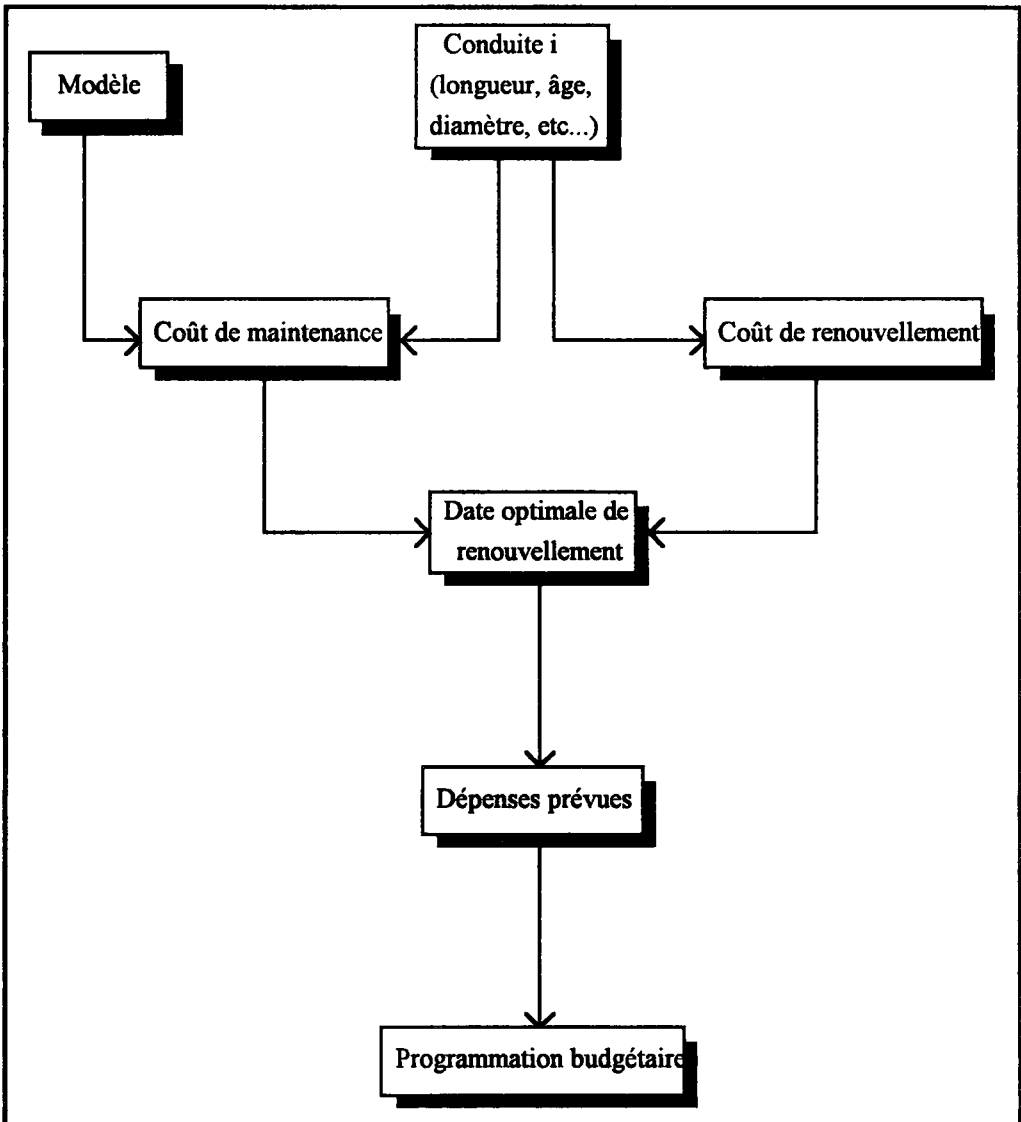 Modèle
Conduite i
(longueur, âge,
diamètre, etc...)
Coût de maintenance
Coût de renouvellement
Date optimale de
renouvellement
Dépenses prévues
Programmation budgétaire